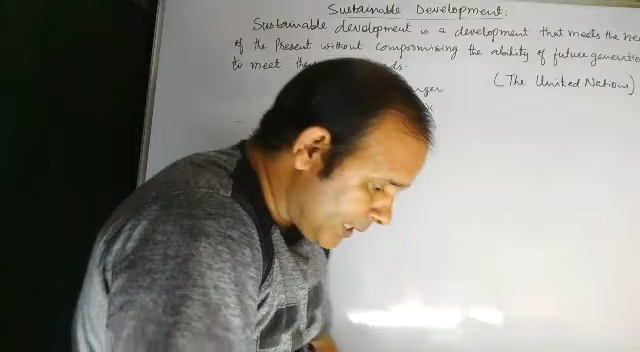 Sustainable Development:
Sustainable development is a development that meets the
of the Present without compromising the ability of future
to meet
(The United Nations)